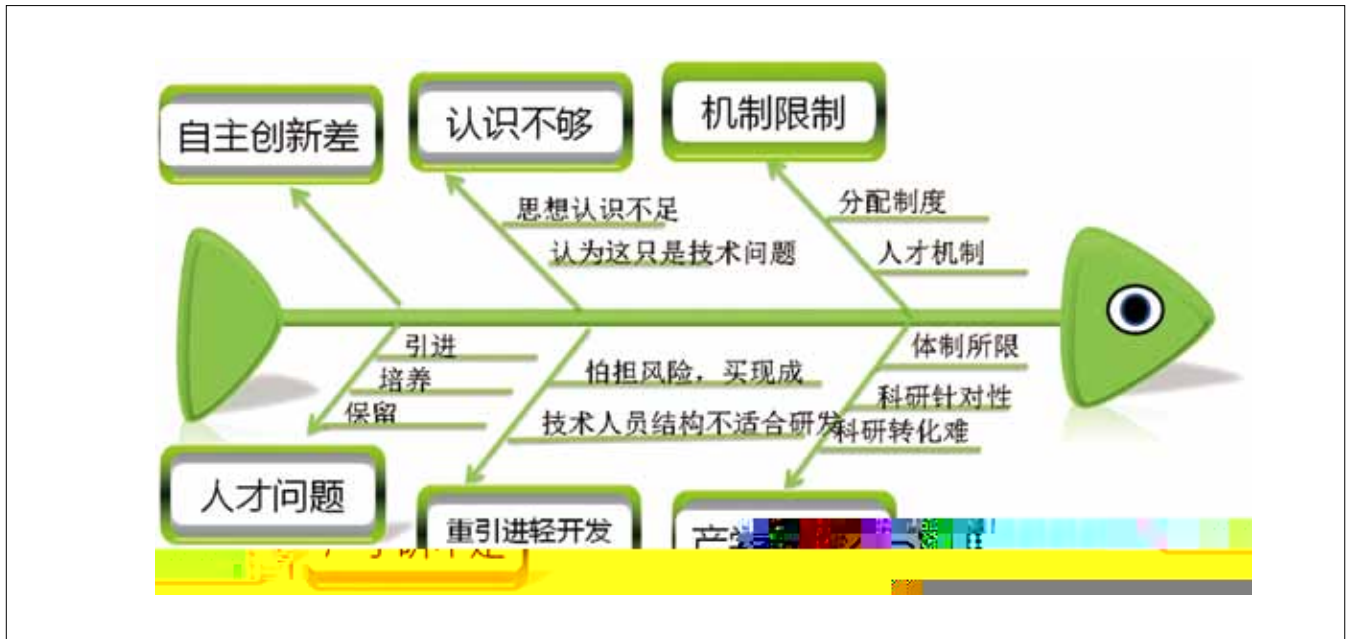 自主创新差
认识不够
机制限制
思想认识不足
认为这只是技术问题
分配制度
人才机制
引进
培养
保留
怕担风险，买现成
技术人员结构不适合研发
体制所限
科研针对性
科研转化难
人才问题
重引进轻开发